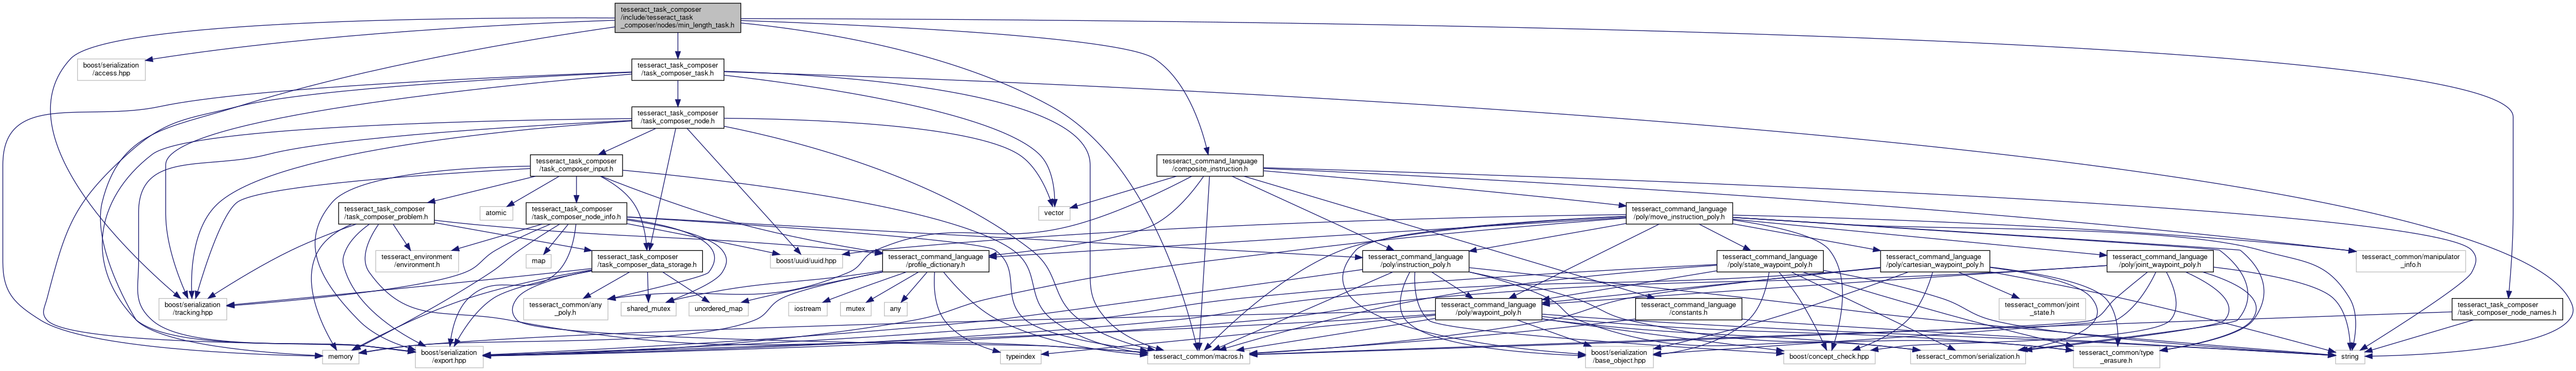 tesseract_task_composer
/include/tesseract_task
_composer/nodes/min_length_task.h
boost/serialization
/access.hpp
tesseract_task_composer
/task_composer_task.h
tesseract_task_composer
/task_composer_node.h
tesseract_task_composer
/task_composer_input.h
tesseract_command_language
/composite_instruction.h
tesseract_task_composer
/task_composer_problem.h
atomic
tesseract_task_composer
/task_composer_node_info.h
vector
tesseract_command_language
/poly/move_instruction_poly.h
tesseract_environment
/environment.h
map
tesseract_task_composer
/task_composer_data_storage.h
boost/uuid/uuid.hpp
tesseract_command_language
/profile_dictionary.h
tesseract_command_language
/poly/instruction_poly.h
tesseract_command_language
/poly/state_waypoint_poly.h
tesseract_command_language
/poly/cartesian_waypoint_poly.h
tesseract_command_language
/poly/joint_waypoint_poly.h
tesseract_common/manipulator
_info.h
boost/serialization
/tracking.hpp
tesseract_common/any
_poly.h
shared_mutex
unordered_map
iostream
mutex
any
tesseract_command_language
/poly/waypoint_poly.h
tesseract_command_language
/constants.h
tesseract_common/joint
_state.h
tesseract_task_composer
/task_composer_node_names.h
memory
boost/serialization
/export.hpp
typeindex
tesseract_common/macros.h
boost/serialization
/base_object.hpp
boost/concept_check.hpp
tesseract_common/serialization.h
tesseract_common/type
_erasure.h
string